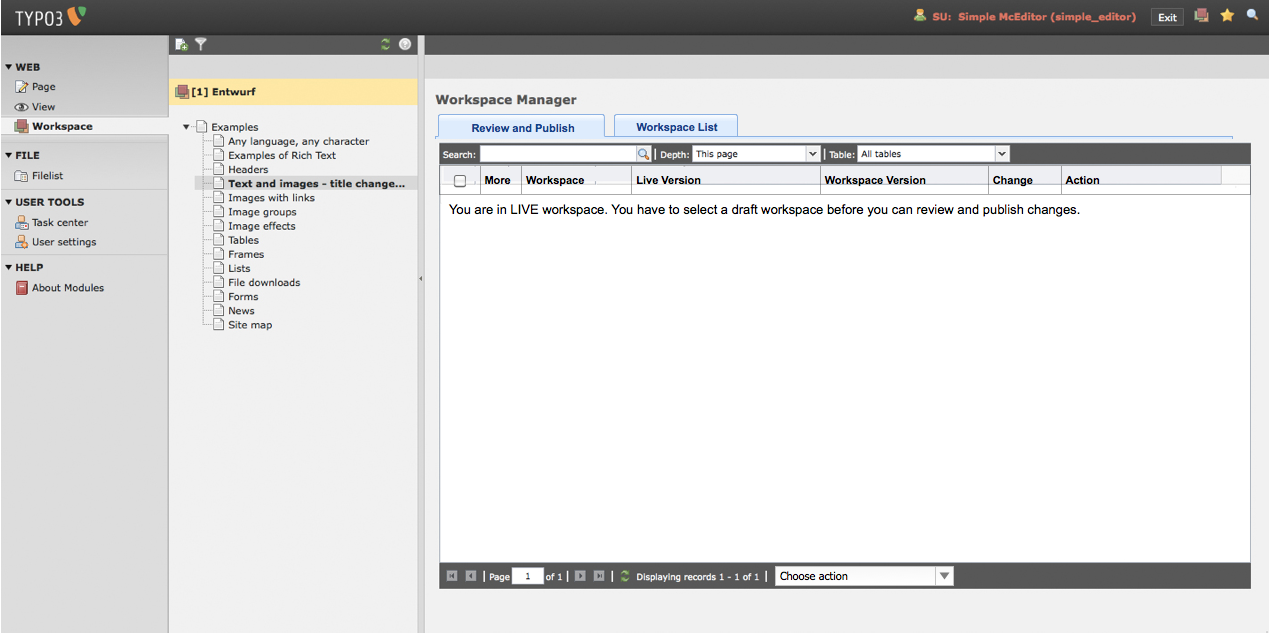 TYPO3
SU: Simple McEditor (simple_editor)
Exit
WEB
Page
View
Workspace
FILE
Filelist
USER TOOLS
Task center
User settings
HELP
About Modules
[1] Entwurf
Examples
Any language, any character
Examples of Rich Text
Headers
Text and images - title change...
Images with links
Image groups
Image effects
Tables
Frames
Lists
File downloads
Forms
News
Site map
Workspace Manager
Review and Publish
Workspace List
Search: | Depth: This page | Table: All tables
More Workspace Live Version Workspace Version Change Action
You are in LIVE workspace. You have to select a draft workspace before you can review and publish changes.
| Page 1 of 1 | | Displaying records 1 - 1 of 1 | Choose action